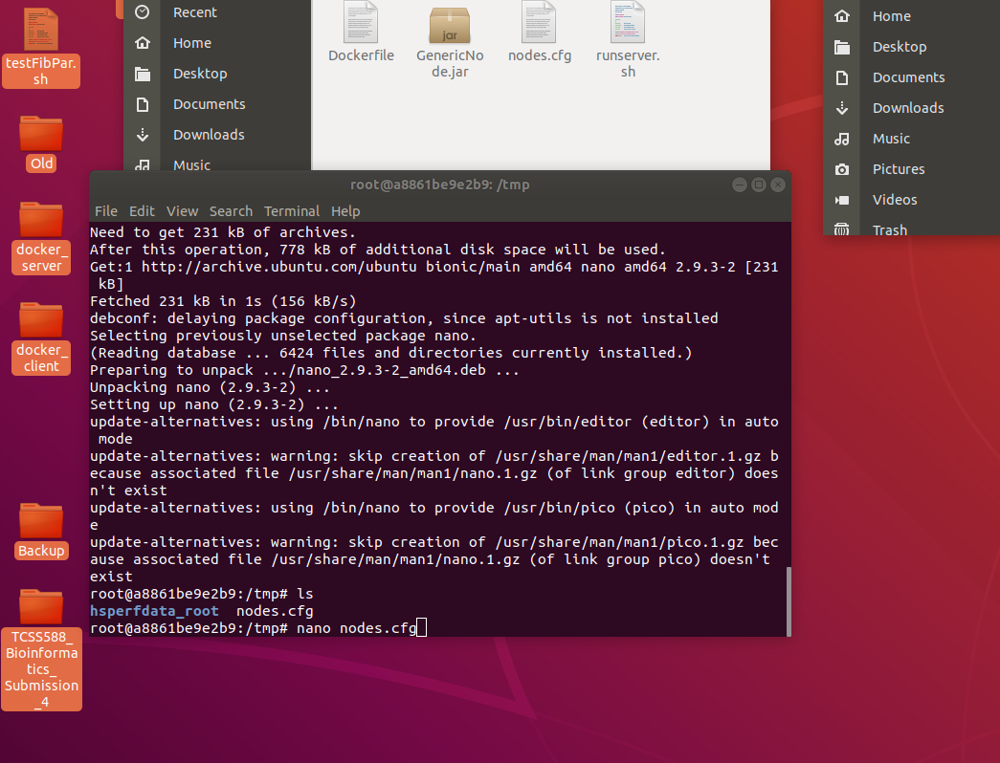 testFibPar.
sh
Old
docker_
server
docker_
client
Backup
TCSS588_
Bioinforma
tics_
Submission
_4
Recent
Home
Desktop
Documents
Downloads
Music
Dockerfile
jar
GenericNo
de.jar
nodes.cfg
runserver.
sh
Home
Desktop
Documents
Downloads
Music
Pictures
Videos
Trash
root@a8861be9e2b9: /tmp
File Edit View Search Terminal Help
Need to get 231 kB of archives.
After this operation, 778 kB of additional disk space will be used.
Get:1 http://archive.ubuntu.com/ubuntu bionic/main amd64 nano amd64 2.9.3-2 [231
 kB]
Fetched 231 kB in 1s (156 kB/s)
debconf: delaying package configuration, since apt-utils is not installed
Selecting previously unselected package nano.
(Reading database ... 6424 files and directories currently installed.)
Preparing to unpack .../nano_2.9.3-2_amd64.deb ...
Unpacking nano (2.9.3-2) ...
Setting up nano (2.9.3-2) ...
update-alternatives: using /bin/nano to provide /usr/bin/editor (editor) in auto
 mode
update-alternatives: warning: skip creation of /usr/share/man/man1/editor.1.gz b
ecause associated file /usr/share/man/man1/nano.1.gz (of link group editor) does
n't exist
update-alternatives: using /bin/nano to provide /usr/bin/pico (pico) in auto mod
e
update-alternatives: warning: skip creation of /usr/share/man/man1/pico.1.gz bec
ause associated file /usr/share/man/man1/nano.1.gz (of link group pico) doesn't
exist
root@a8861be9e2b9:/tmp# ls
hsperfdata_root  nodes.cfg
root@a8861be9e2b9:/tmp# nano nodes.cfg